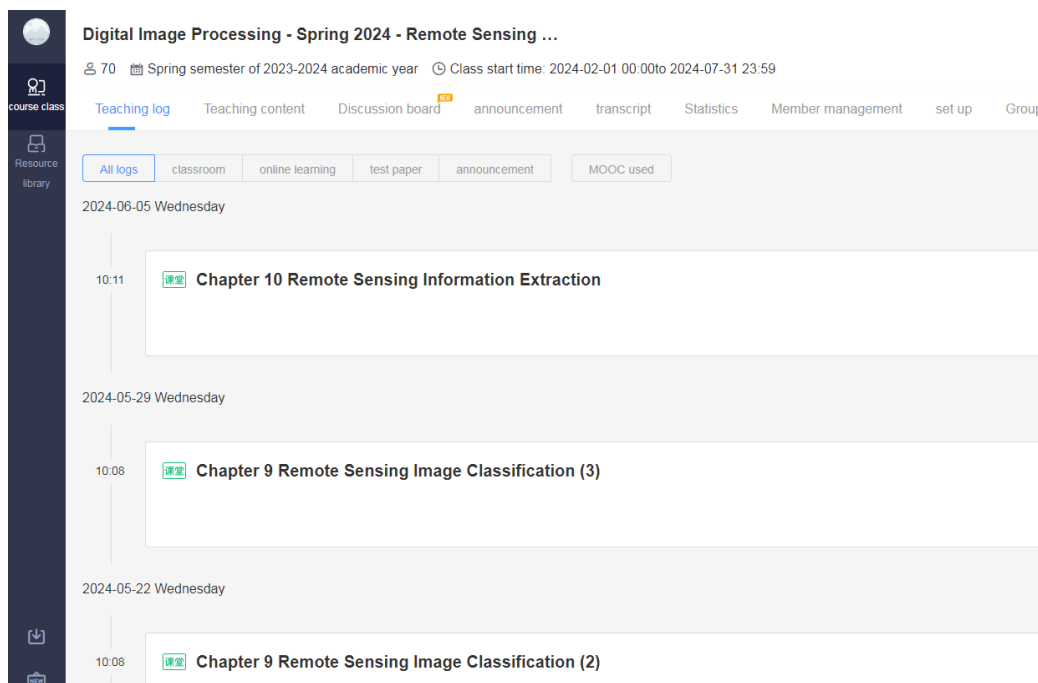 Digital Image Processing - Spring 2024 - Remote Sensing ...
70 Spring semester of 2023-2024 academic year Class start time: 2024-02-01 00:00to 2024-07-31 23:59
course class
Teaching log Teaching content Discussion board NEW announcement transcript Statistics Member management set up Group
Resource
library
All logs classroom online learning test paper announcement MOOC used
2024-06-05 Wednesday
10:11 课堂 Chapter 10 Remote Sensing Information Extraction
2024-05-29 Wednesday
10:08 课堂 Chapter 9 Remote Sensing Image Classification (3)
2024-05-22 Wednesday
10:08 课堂 Chapter 9 Remote Sensing Image Classification (2)
NEW